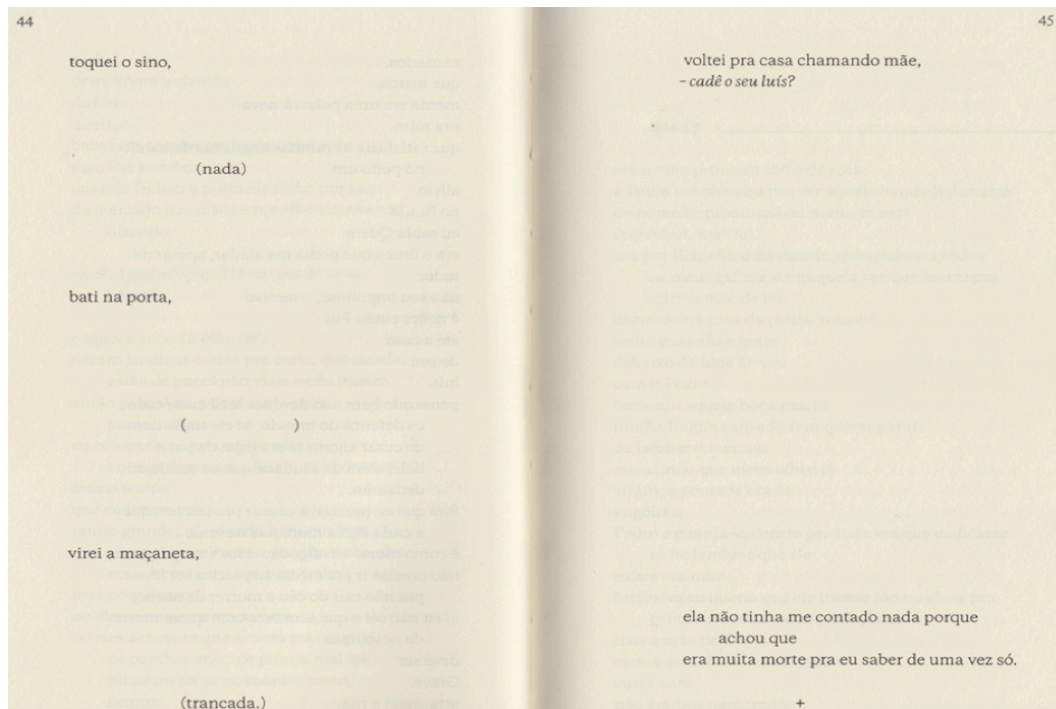 44
toquei o sino,
(nada)
bati na porta,
( )
virei a maçaneta,
(trancada.)
45
voltei pra casa chamando mãe,
– cadê o seu luís?
ela não tinha me contado nada porque
achou que
era muita morte pra eu saber de uma vez só.
+